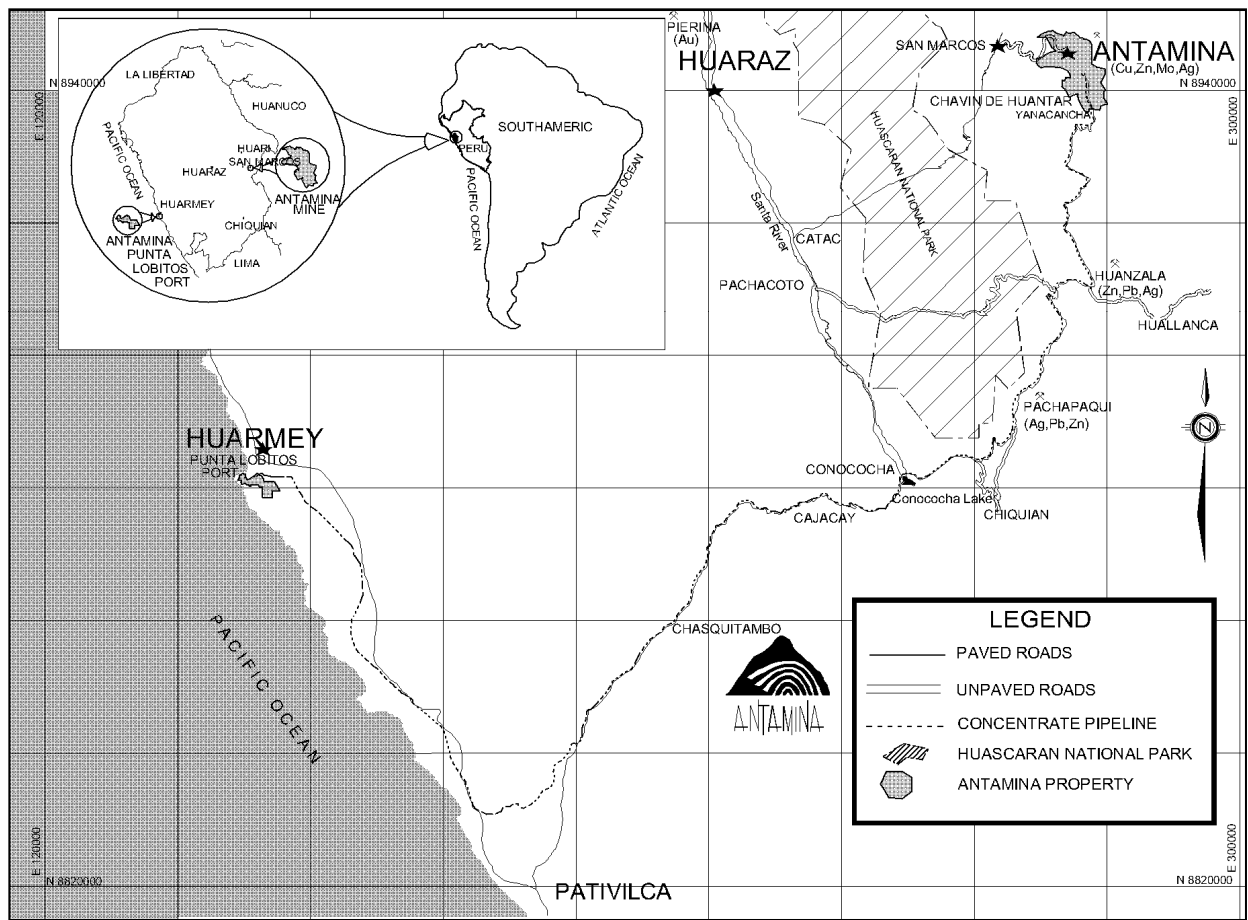 PIERINA
(Au)
HUARAZ
SAN MARCOS
ANTAMINA
(Cu,Zn,Mo,Ag)
N 8940000
N 8940000
E 120000
E 300000
CHAVIN DE HUANTAR
YANACANCHA
LA LIBERTAD
HUANUCO
PACIFIC OCEAN
HUARI
SAN MARCOS
HUARAZ
ANTAMINA
MINE
HUARMEY
CHIQUIAN
ANTAMINA
PUNTA
LOBITOS
PORT
LIMA
SOUTHAMERIC
PERU
PACIFIC OCEAN
ATLANTIC OCEAN
HUASCARAN NATIONAL PARK
Santa River
CATAC
PACHACOTO
HUANZALA
(Zn,Pb,Ag)
HUALLANCA
PACHAPAQUI
(Ag,Pb,Zn)
N
HUARMEY
PUNTA LOBITOS
PORT
CONOCOCHA
Conococha Lake
CHIQUIAN
CAJACAY
CHASQUITAMBO
PACIFIC OCEAN
ANTAMINA
LEGEND
PAVED ROADS
UNPAVED ROADS
CONCENTRATE PIPELINE
HUASCARAN NATIONAL PARK
ANTAMINA PROPERTY
E 120000
E 300000
N 8820000
N 8820000
PATIVILCA